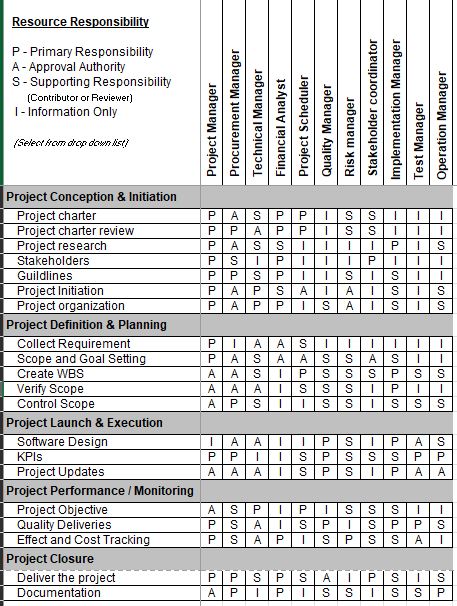 Resource Responsibility
P - Primary Responsibility
A - Approval Authority
S - Supporting Responsibility
(Contributor or Reviewer)
I - Information Only
(Select from drop down list)
Project Manager
Procurement Manager
Technical Manager
Financial Analyst
Project Scheduler
Quality Manager
Risk manager
Stakeholder coordinator
Implementation Manager
Test Manager
Operation Manager
Project Conception & Initiation
Project charter P A S P P I S S I I I
Project charter review P P A P P I S S I I I
Project research P A S S I I I I P I S
Stakeholders P S I P I I I P I I I
Guildlines P P S P I I S I S I I
Project Initiation P A P S A I A I S I S
Project organization P A P P I S A I S I S
Project Definition & Planning
Collect Requirement P I A A S I I I I I I
Scope and Goal Setting P A S A A S S A S I I
Create WBS A A S I P S S S P S S
Verify Scope A A A I S S S I P I I
Control Scope A P S I I S S I S S S
Project Launch & Execution
Software Design I A A I I P S I P A S
KPIs P P I I S P S S S P P
Project Updates A A A I S P S I P A A
Project Performance / Monitoring
Project Objective A S P I P I S S S I I
Quality Deliveries P S A I S P I S P P S
Effect and Cost Tracking P S A P I S P S S A I
Project Closure
Deliver the project P P S P S A I P S I S
Documentation A P I P I S I S S S P